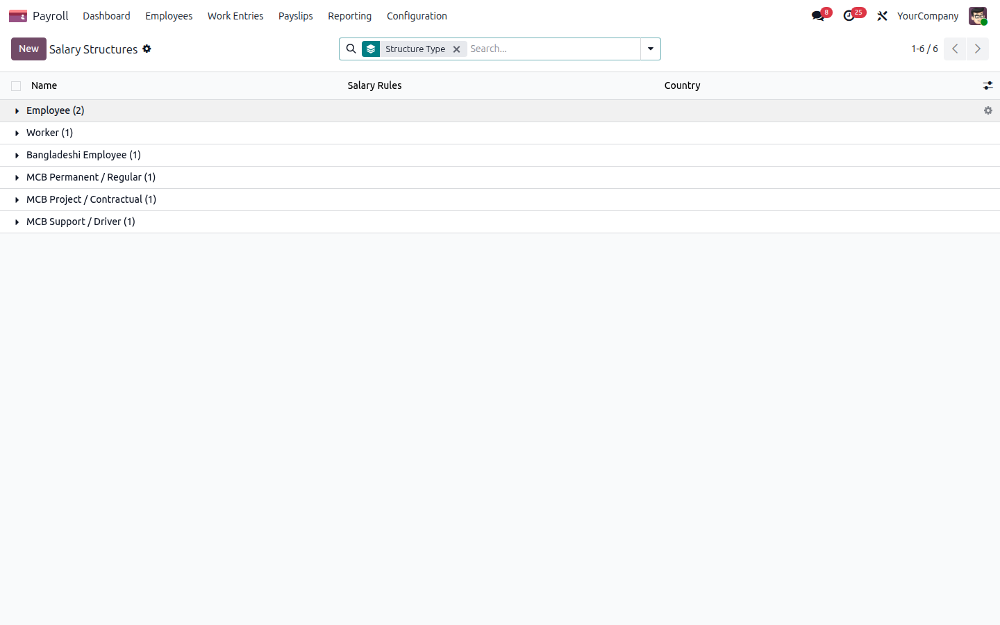 Payroll Dashboard Employees Work Entries Payslips Reporting Configuration 8 25 YourCompany
New Salary Structures Structure Type Search... 1-6 / 6
Name Salary Rules Country
Employee (2)
Worker (1)
Bangladeshi Employee (1)
MCB Permanent / Regular (1)
MCB Project / Contractual (1)
MCB Support / Driver (1)